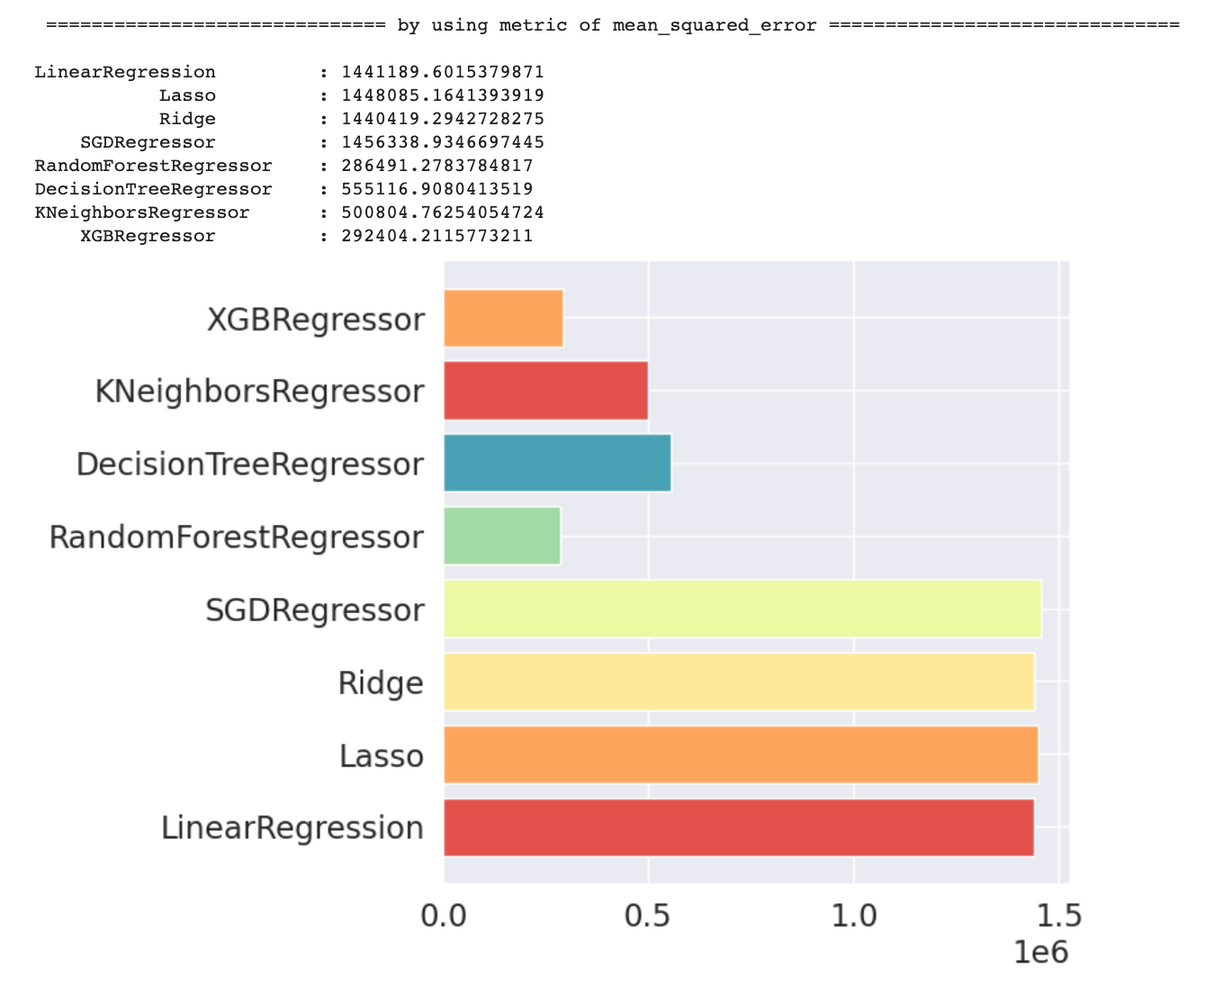 ============================== by using metric of mean_squared_error ===============================
LinearRegression : 1441189.6015379871
Lasso : 1448085.1641393919
Ridge : 1440419.2942728275
SGDRegressor : 1456338.9346697445
RandomForestRegressor : 286491.2783784817
DecisionTreeRegressor : 555116.9080413519
KNeighborsRegressor : 500804.76254054724
XGBRegressor : 292404.2115773211
XGBRegressor
KNeighborsRegressor
DecisionTreeRegressor
RandomForestRegressor
SGDRegressor
Ridge
Lasso
LinearRegression
0.0 0.5 1.0 1.5
1e6